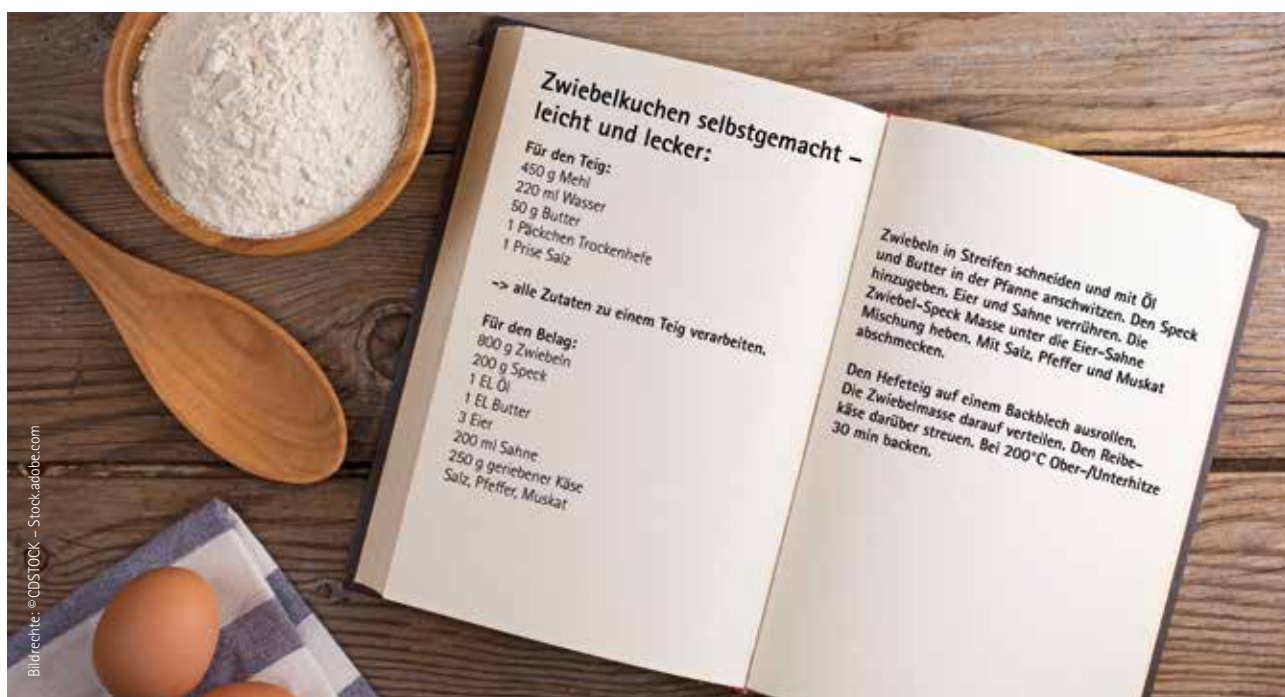 Zwiebelkuchen selbstgemacht –
leicht und lecker:
Für den Teig:
450 g Mehl
220 ml Wasser
50 g Butter
1 Päckchen Trockenhefe
1 Prise Salz
-> alle Zutaten zu einem Teig verarbeiten.
Für den Belag:
800 g Zwiebeln
200 g Speck
1 EL Öl
1 EL Butter
3 Eier
200 ml Sahne
250 g geriebener Käse
Salz, Pfeffer, Muskat
Zwiebeln in Streifen schneiden und mit Öl
und Butter in der Pfanne anschwitzen. Den Speck
hinzugeben. Eier und Sahne verrühren. Die
Zwiebel-Speck Masse unter die Eier-Sahne
Mischung heben. Mit Salz, Pfeffer und Muskat
abschmecken.
Den Hefeteig auf einem Backblech ausrollen.
Die Zwiebelmasse darauf verteilen. Den Reibe-
käse darüber streuen. Bei 200°C Ober-/Unterhitze
30 min backen.
Bildrechte: ©CDSTOCK – Stock.adobe.com